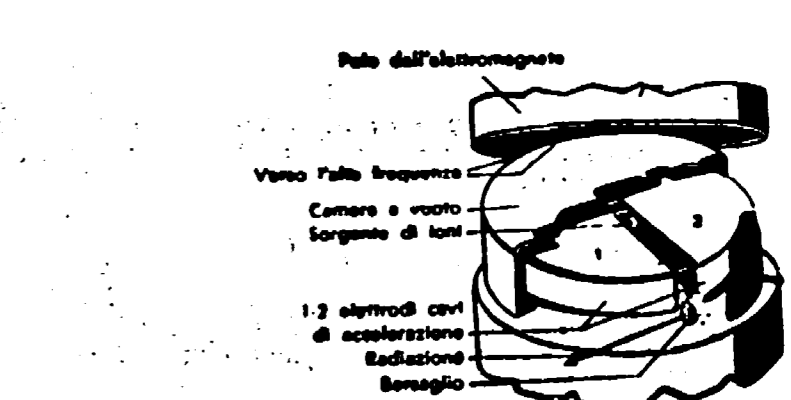 Polo dell'elettromagnete
Verso l'alta frequenza
Camera a vuoto
Sorgente di ioni
2
1
1-2 elettrodi cavi
di accelerazione
Radiazione
Bersaglio